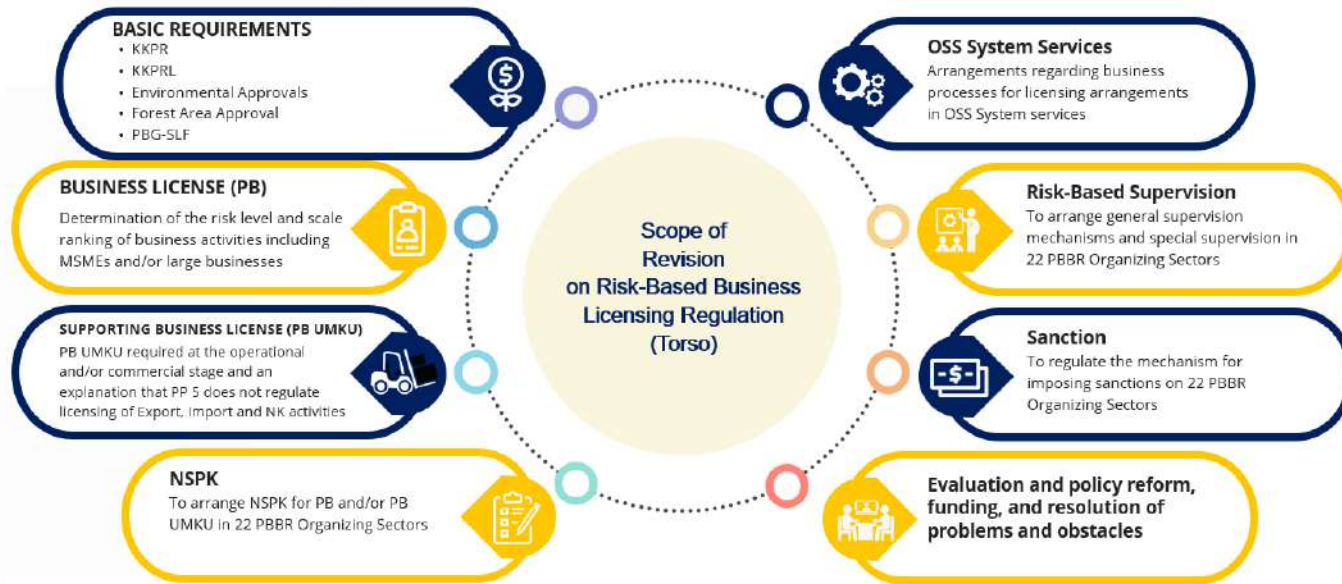 BASIC REQUIREMENTS
• KKPR
• KKPRL
• Environmental Approvals
• Forest Area Approval
• PBG-SLF
BUSINESS LICENSE (PB)
Determination of the risk level and scale
ranking of business activities including
MSMEs and/or large businesses
SUPPORTING BUSINESS LICENSE (PB UMKU)
PB UMKU required at the operational
and/or commercial stage and an
explanation that PP 5 does not regulate
licensing of Export, Import and NK activities
NSPK
To arrange NSPK for PB and/or PB
UMKU in 22 PBBR Organizing Sectors
Scope of
Revision
on Risk-Based Business
Licensing Regulation
(Torso)
OSS System Services
Arrangements regarding business
processes for licensing arrangements
in OSS System services
Risk-Based Supervision
To arrange general supervision
mechanisms and special supervision in
22 PBBR Organizing Sectors
Sanction
To regulate the mechanism for
imposing sanctions on 22 PBBR
Organizing Sectors
Evaluation and policy reform,
funding, and resolution of
problems and obstacles